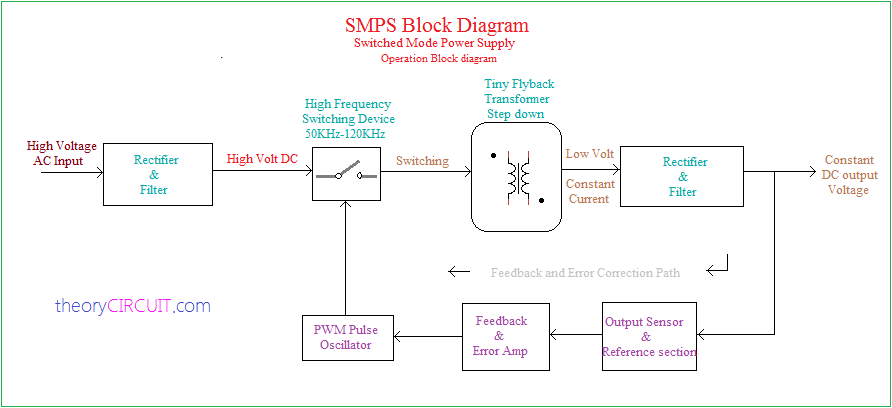 SMPS Block Diagram
Switched Mode Power Supply
Operation Block diagram
High Voltage
AC Input
Rectifier
&
Filter
High Volt DC
High Frequency
Switching Device
50KHz-120KHz
Switching
Tiny Flyback
Transformer
Step down
Low Volt
Constant
Current
Rectifier
&
Filter
Constant
DC output
Voltage
Feedback and Error Correction Path
theoryCIRCUIT.com
PWM Pulse
Oscillator
Feedback
&
Error Amp
Output Sensor
&
Reference section